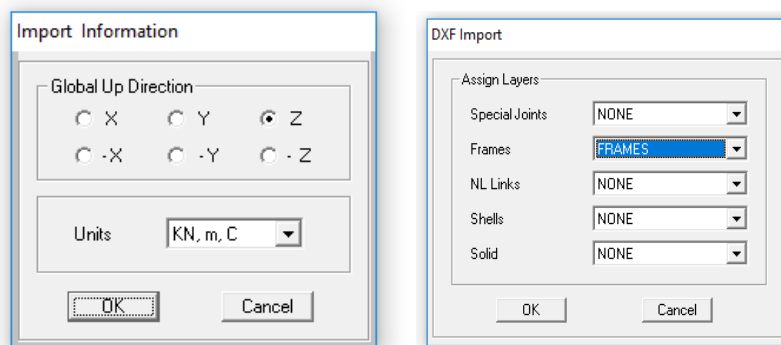 Import Information
Global Up Direction
X Y Z
-X -Y - Z
Units KN, m, C
OK Cancel
DXF Import
Assign Layers
Special Joints NONE
Frames FRAMES
NL Links NONE
Shells NONE
Solid NONE
OK Cancel